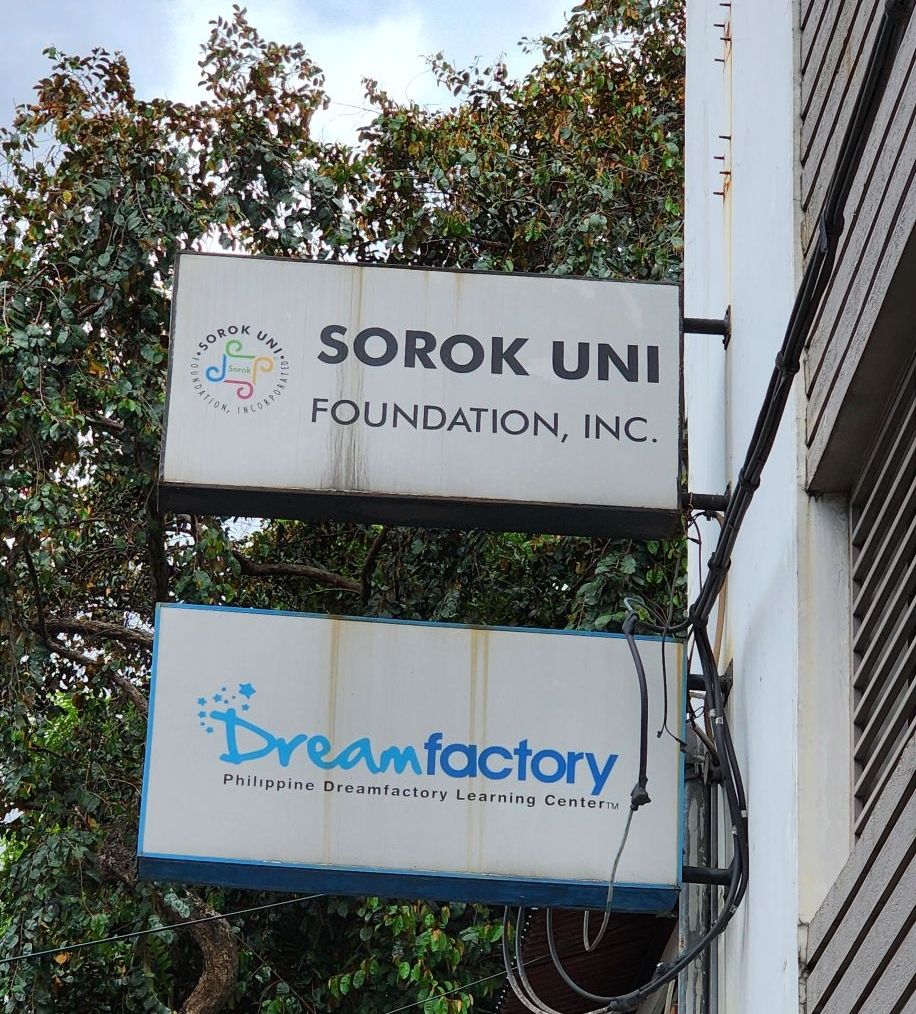 • SOROK UNI •
FOUNDATION, INCORPORATED
Sorok
SOROK UNI
FOUNDATION, INC.
Dreamfactory
Philippine Dreamfactory Learning Center™